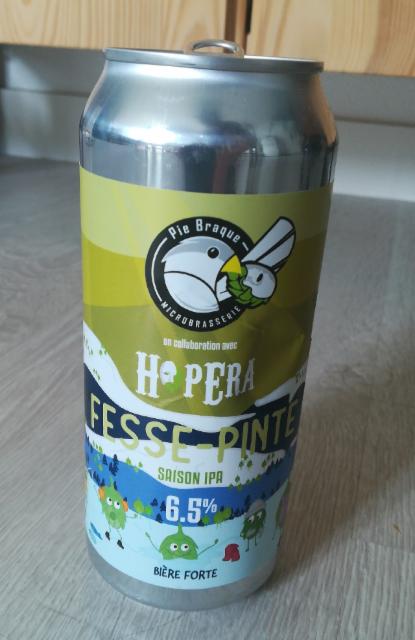 Pie Braque
MICROBRASSERIE
en collaboration avec
HOPERA
FESSE-PINTE
SAISON IPA
6.5%
BIÈRE FORTE